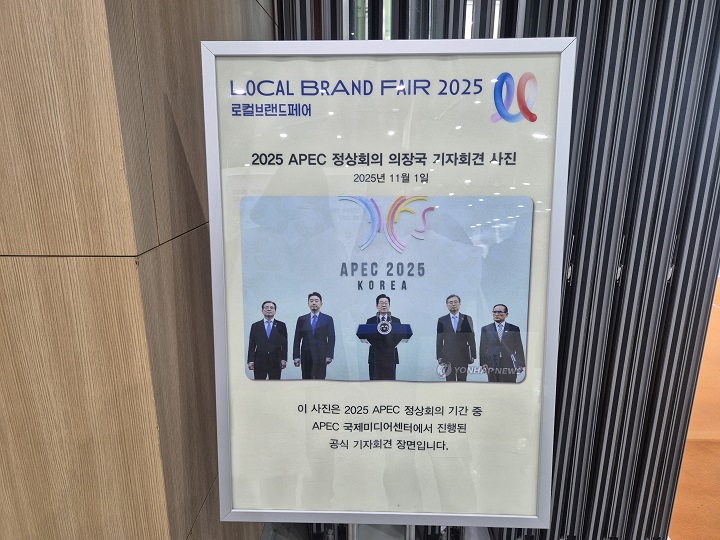 LOCAL BRAND FAIR 2025
로컬브랜드페어
2025 APEC 정상회의 의장국 기자회견 사진
2025년 11월 1일
APEC 2025
KOREA
YONHAPNEWS
이 사진은 2025 APEC 정상회의 기간 중
APEC 국제미디어센터에서 진행된
공식 기자회견 장면입니다.